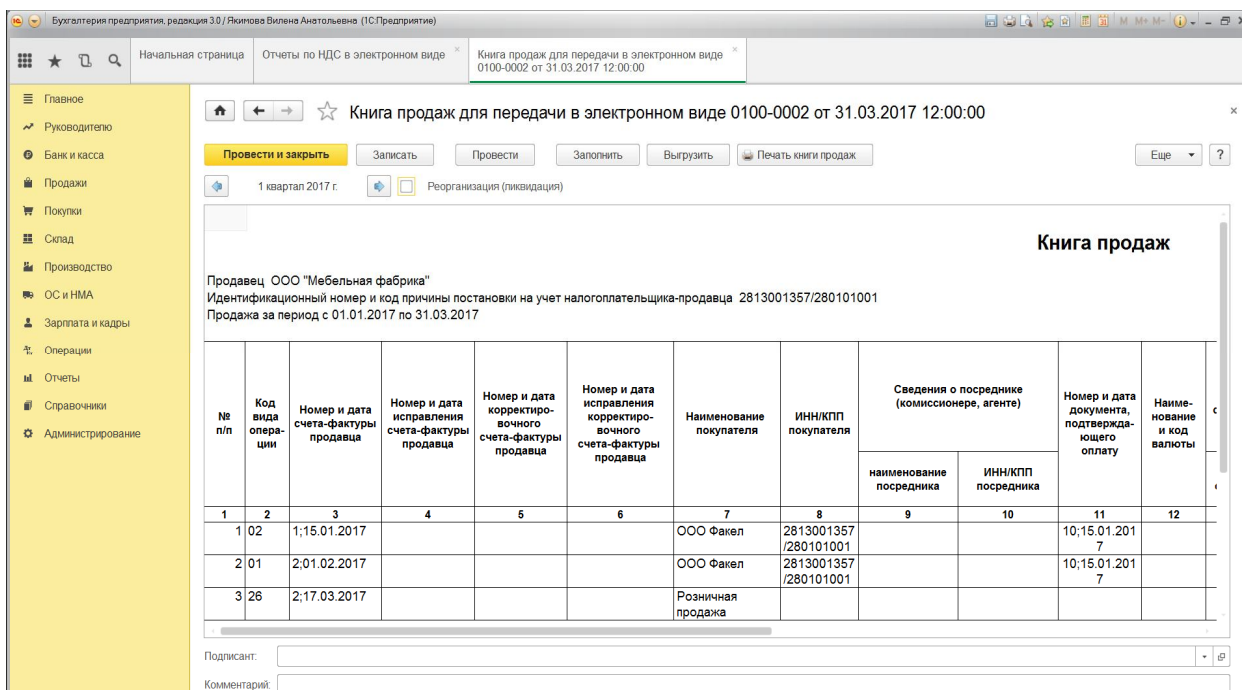 Бухгалтерия предприятия, редакция 3.0 / Якимова Вилена Анатольевна (1С:Предприятие)
M M+ M-
Начальная страница
Отчеты по НДС в электронном виде
Книга продаж для передачи в электронном виде
0100-0002 от 31.03.2017 12:00:00
Главное
Руководителю
Банк и касса
Продажи
Покупки
Склад
Производство
ОС и НМА
Зарплата и кадры
Операции
Отчеты
Справочники
Администрирование
Книга продаж для передачи в электронном виде 0100-0002 от 31.03.2017 12:00:00
Провести и закрыть Записать Провести Заполнить Выгрузить Печать книги продаж Еще ?
1 квартал 2017 г. Реорганизация (ликвидация)
Книга продаж
Продавец ООО "Мебельная фабрика"
Идентификационный номер и код причины постановки на учет налогоплательщика-продавца 2813001357/280101001
Продажа за период с 01.01.2017 по 31.03.2017
№
п/п
Код
вида
опера-
ции
Номер и дата
счета-фактуры
продавца
Номер и дата
исправления
счета-фактуры
продавца
Номер и дата
корректиро-
вочного
счета-фактуры
продавца
Номер и дата
исправления
корректиро-
вочного
счета-фактуры
продавца
Наименование
покупателя
ИНН/КПП
покупателя
Сведения о посреднике
(комиссионере, агенте)
наименование
посредника
ИНН/КПП
посредника
Номер и дата
документа,
подтвержда-
ющего
оплату
Наиме-
нование
и код
валюты
1 2 3 4 5 6 7 8 9 10 11 12
1 02 1;15.01.2017 ООО Факел 2813001357 10;15.01.201
/280101001 7
2 01 2;01.02.2017 ООО Факел 2813001357 10;15.01.201
/280101001 7
3 26 2;17.03.2017 Розничная
продажа
Подписант:
Комментарий: